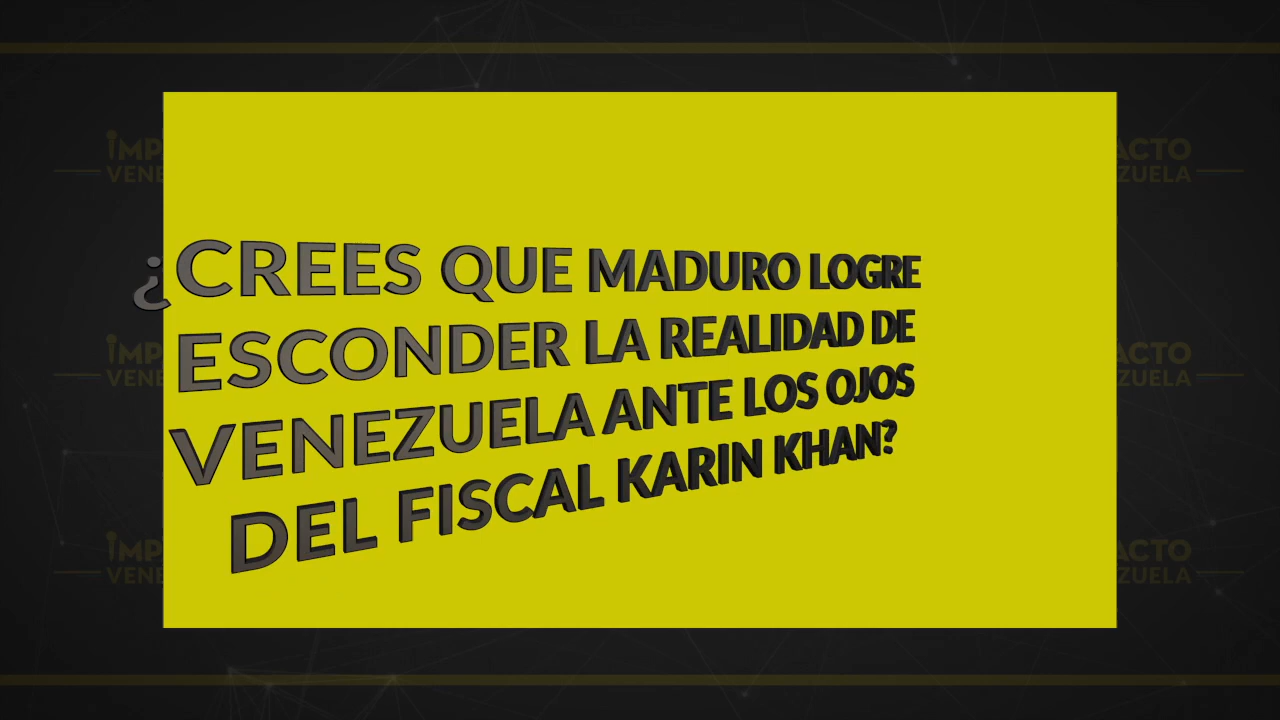 ¿CREES QUE MADURO LOGRE
ESCONDER LA REALIDAD DE
VENEZUELA ANTE LOS OJOS
DEL FISCAL KARIN KHAN?